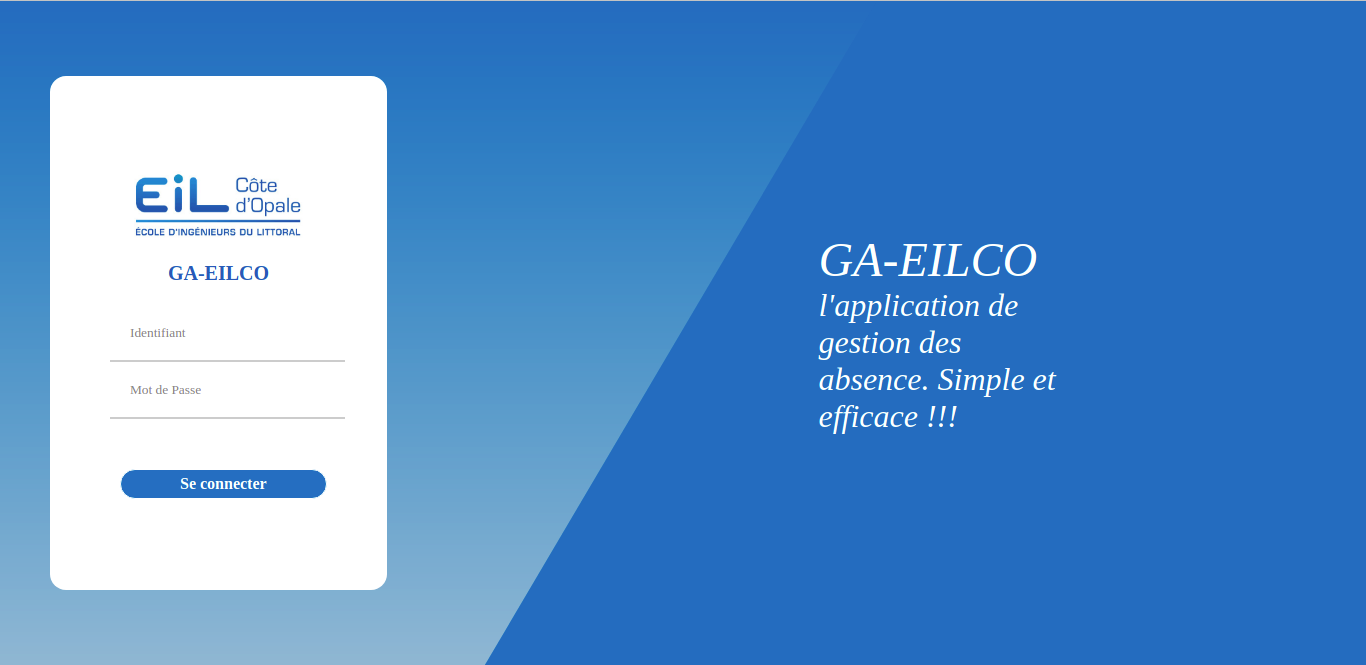 EiL Côte
d'Opale
ÉCOLE D'INGÉNIEURS DU LITTORAL
GA-EILCO
Identifiant
Mot de Passe
Se connecter
GA-EILCO
l'application de
gestion des
absence. Simple et
efficace !!!